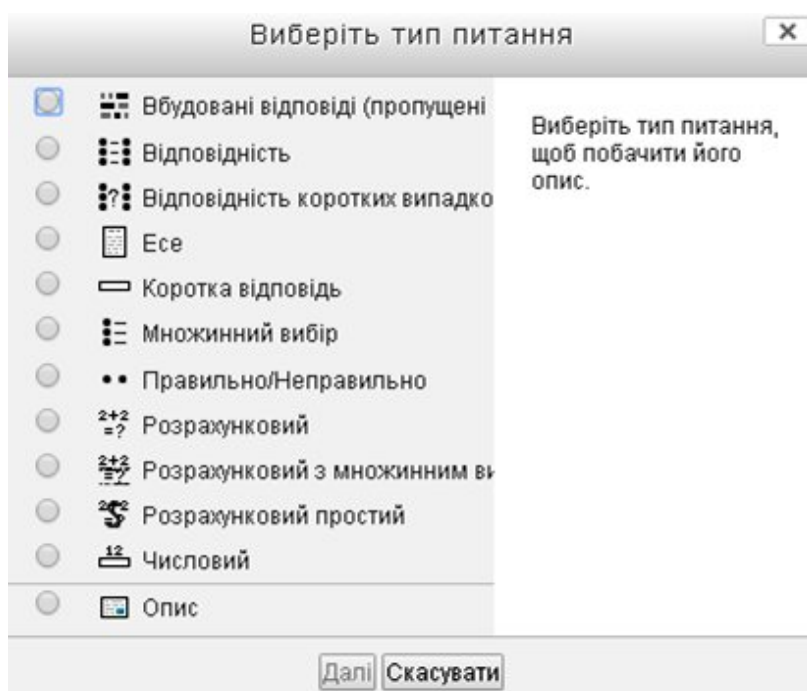 Виберіть тип питання
Вбудовані відповіді (пропущені
Відповідність
Відповідність коротких випадко
Есе
Коротка відповідь
Множинний вибір
Правильно/Неправильно
Розрахунковий
Розрахунковий з множинним ви
Розрахунковий простий
Числовий
Опис
Виберіть тип питання,
щоб побачити його
опис.
Далі Скасувати